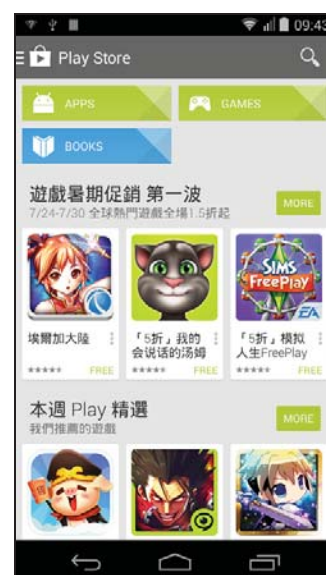 09:43
Play Store
APPS
GAMES
BOOKS
遊戲暑期促銷 第一波
MORE
7/24-7/30 全球熱門遊戲全場1.5折起
SIMS
FreePlay
EA
埃爾加大陸
「5折」我的
会说话的汤姆
「5折」模拟
人生FreePlay
FREE
FREE
FREE
本週 Play 精選
MORE
我們推薦的遊戲